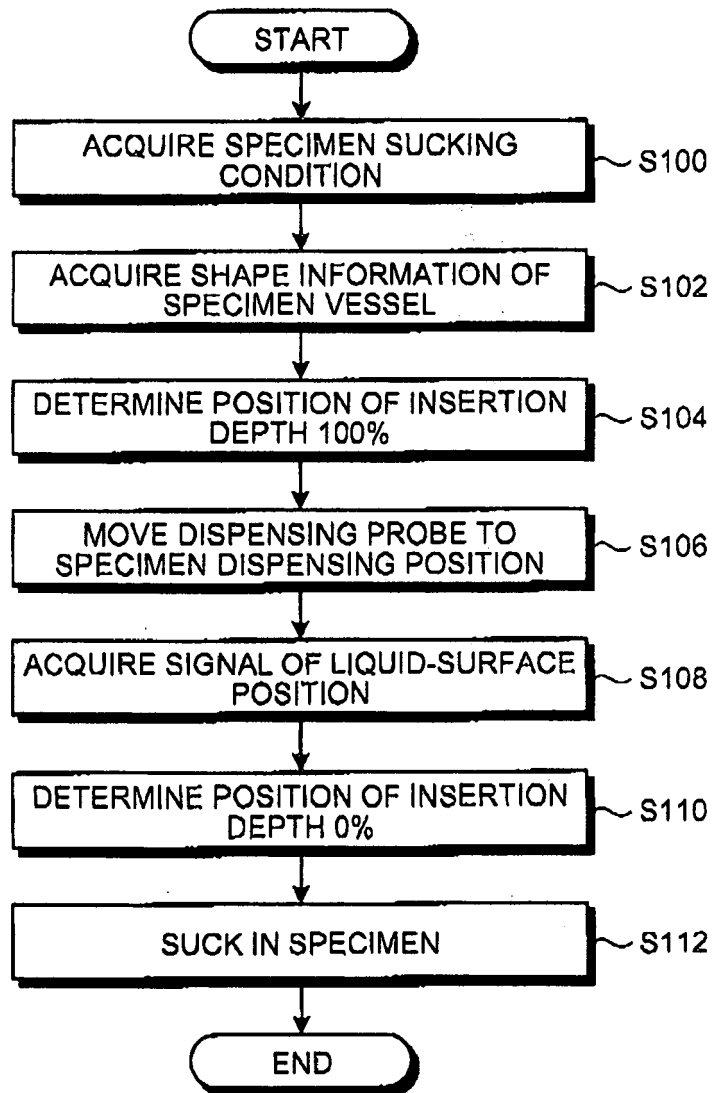 START
ACQUIRE SPECIMEN SUCKING
CONDITION
S100
ACQUIRE SHAPE INFORMATION OF
SPECIMEN VESSEL
S102
DETERMINE POSITION OF INSERTION
DEPTH 100%
S104
MOVE DISPENSING PROBE TO
SPECIMEN DISPENSING POSITION
S106
ACQUIRE SIGNAL OF LIQUID-SURFACE
POSITION
S108
DETERMINE POSITION OF INSERTION
DEPTH 0%
S110
SUCK IN SPECIMEN
S112
END